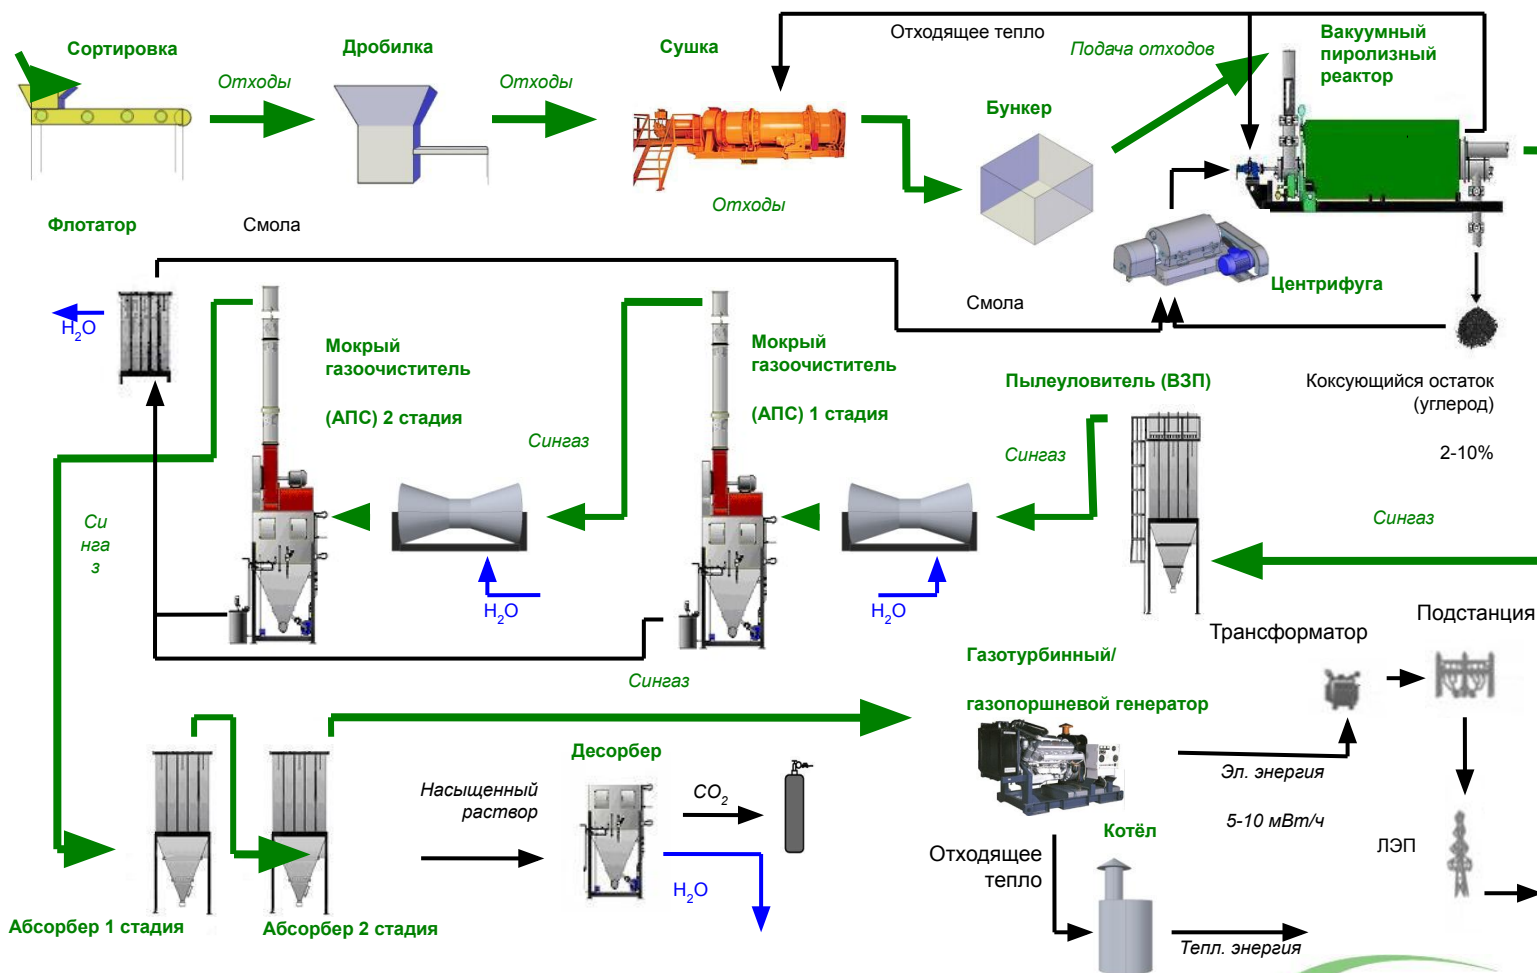 Сортировка
Дробилка
Сушка
Отходящее тепло
Подача отходов
Вакуумный
пиролизный
реактор
Отходы
Отходы
Бункер
Отходы
Флотатор
Смола
Центрифуга
Смола
H2O
Мокрый
газоочиститель
(АПС) 2 стадия
Мокрый
газоочиститель
(АПС) 1 стадия
Пылеуловитель (ВЗП)
Коксующийся остаток
(углерод)
2-10%
Сингаз
Сингаз
Сингаз
Си
нга
з
H2O
H2O
Сингаз
Газотурбинный/
газопоршневой генератор
Трансформатор
Подстанция
Десорбер
Насыщенный
раствор
CO2
H2O
Эл. энергия
5-10 мВт/ч
Котёл
Отходящее
тепло
ЛЭП
Абсорбер 1 стадия
Абсорбер 2 стадия
Тепл. энергия